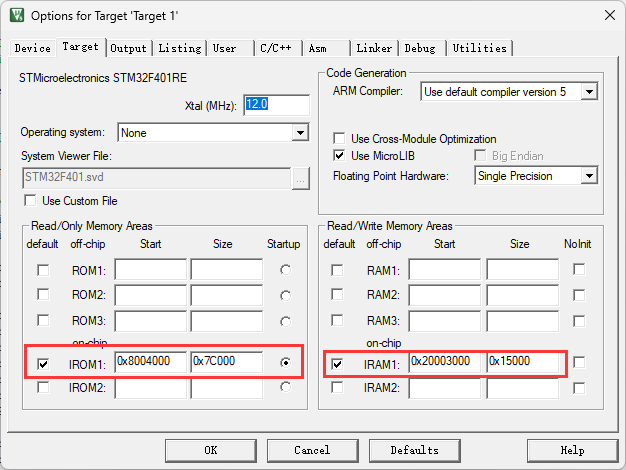 Options for Target 'Target 1'
Device Target Output Listing User C/C++ Asm Linker Debug Utilities
STMicroelectronics STM32F401RE
Xtal (MHz): 12.0
Operating system: None
System Viewer File:
STM32F401.svd ...
Use Custom File
Code Generation
ARM Compiler: Use default compiler version 5
Use Cross-Module Optimization
Use MicroLIB Big Endian
Floating Point Hardware: Single Precision
Read/Only Memory Areas
default off-chip Start Size Startup
ROM1:
ROM2:
ROM3:
on-chip
IROM1: 0x8004000 0x7C000
IROM2:
Read/Write Memory Areas
default off-chip Start Size NoInit
RAM1:
RAM2:
RAM3:
on-chip
IRAM1: 0x20003000 0x15000
IRAM2:
OK Cancel Defaults Help